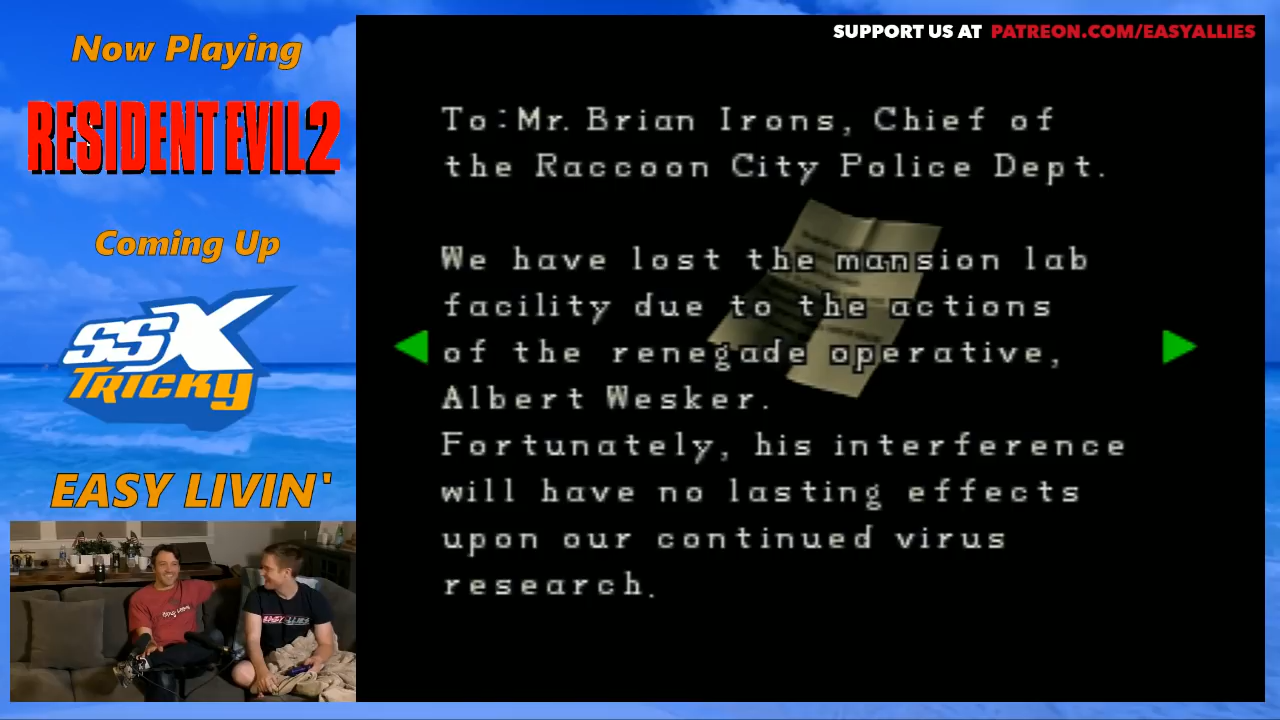 Now Playing
RESIDENT EVIL 2
Coming Up
SSX
TRICKY
EASY LIVIN'
SUPPORT US AT PATREON.COM/EASYALLIES
To:Mr. Brian Irons, Chief of
the Raccoon City Police Dept.
We have lost the mansion lab
facility due to the actions
of the renegade operative,
Albert Wesker.
Fortunately, his interference
will have no lasting effects
upon our continued virus
research.
EASY ALLIES